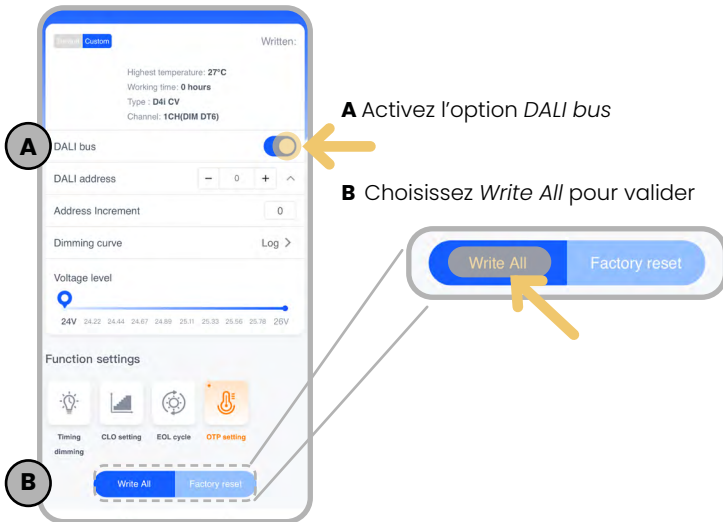 Default Custom
Written:
Highest temperature: 27°C
Working time: 0 hours
Type : D4i CV
Channel: 1CH(DIM DT6)
A
DALI bus
A Activez l'option DALI bus
DALI address
− 0 +
B Choisissez Write All pour valider
Address Increment
0
Dimming curve
Log >
Write All
Factory reset
Voltage level
24V 24.22 24.44 24.67 24.89 25.11 25.33 25.56 25.78 26V
Function settings
Timing dimming
CLO setting
EOL cycle
OTP setting
B
Write All
Factory reset